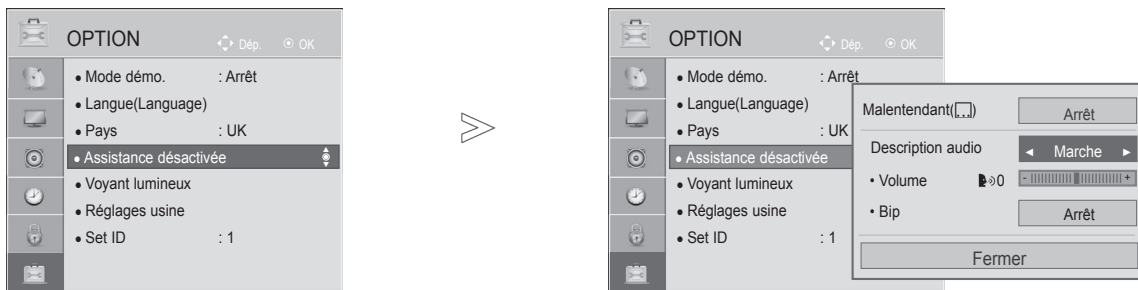 OPTION
Dép. OK
• Mode démo. : Arrêt
• Langue(Language)
• Pays : UK
• Assistance désactivée
• Voyant lumineux
• Réglages usine
• Set ID : 1
OPTION
Dép. OK
• Mode démo. : Arrêt
• Langue(Language)
• Pays : UK
• Assistance désactivée
• Voyant lumineux
• Réglages usine
• Set ID : 1
Malentendant( ) Arrêt
Description audio ◄ Marche ►
• Volume 0 - +
• Bip Arrêt
Fermer